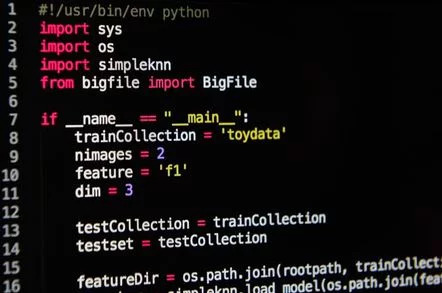 1 #!/usr/bin/env python
2 import sys
3 import os
4 import simpleknn
5 from bigfile import BigFile
6
7 if __name__ == "__main__":
8 trainCollection = 'toydata'
9 nimages = 2
10 feature = 'f1'
11 dim = 3
12
13 testCollection = trainCollection
14 testset = testCollection
15
16 featureDir = os.path.join(rootpath, trainCollect
simpleknn.load_model(os.path.join(fea